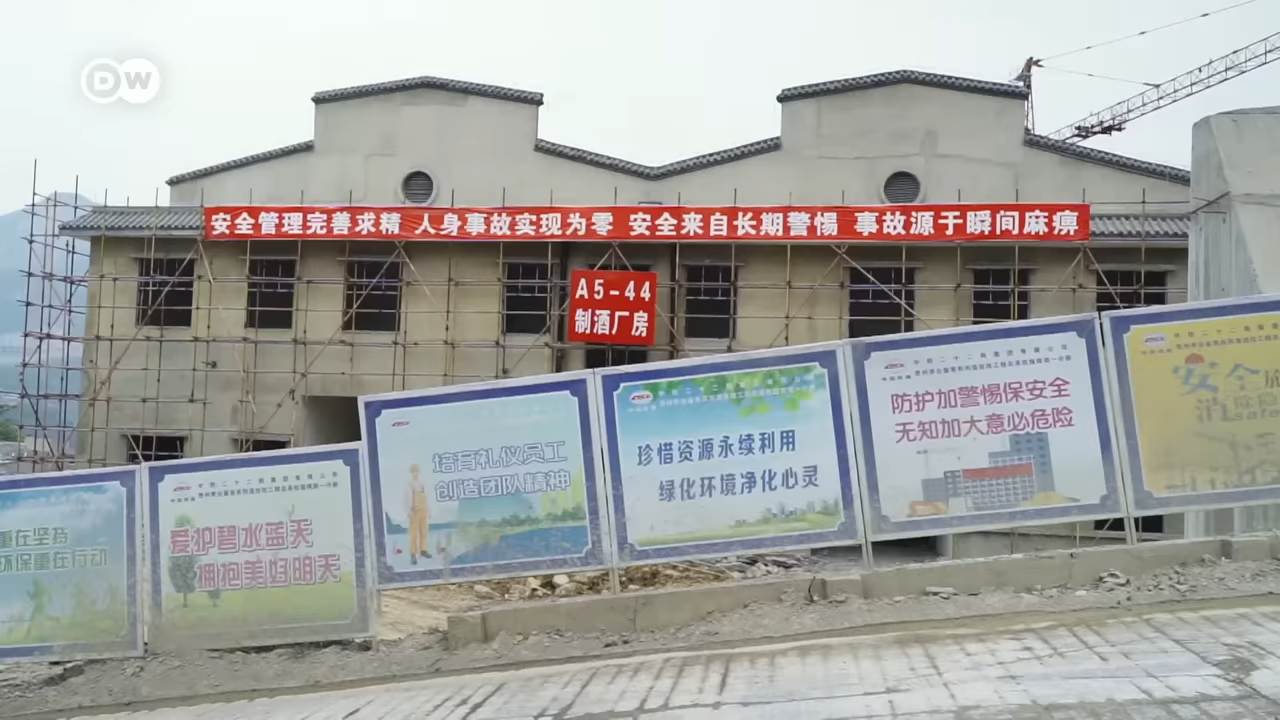 DW
安全管理完善求精 人身事故实现为零 安全来自长期警惕 事故源于瞬间麻痹
A5-44
制酒厂房
重在坚持
环保重在行动
爱护碧水蓝天
拥抱美好明天
培育礼仪员工
创造团队精神
珍惜资源永续利用
绿化环境净化心灵
防护加警惕保安全
无知加大意必危险
安全
消除隐